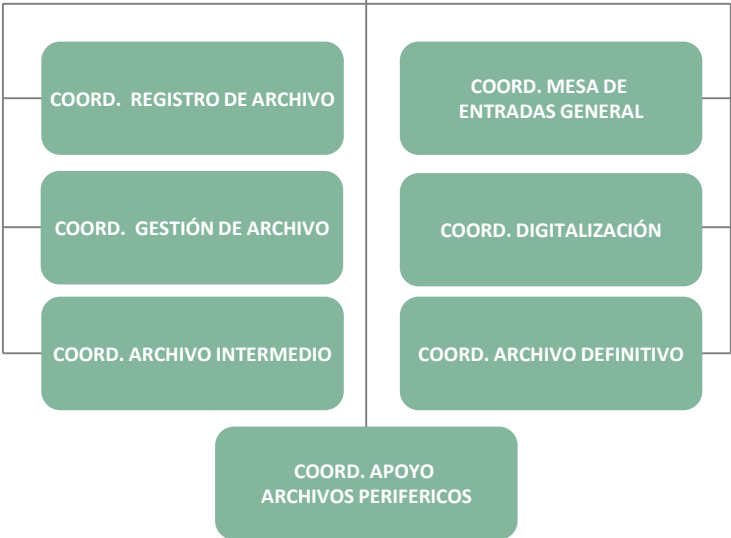 COORD. REGISTRO DE ARCHIVO
COORD. MESA DE
ENTRADAS GENERAL
COORD. GESTIÓN DE ARCHIVO
COORD. DIGITALIZACIÓN
COORD. ARCHIVO INTERMEDIO
COORD. ARCHIVO DEFINITIVO
COORD. APOYO
ARCHIVOS PERIFERICOS